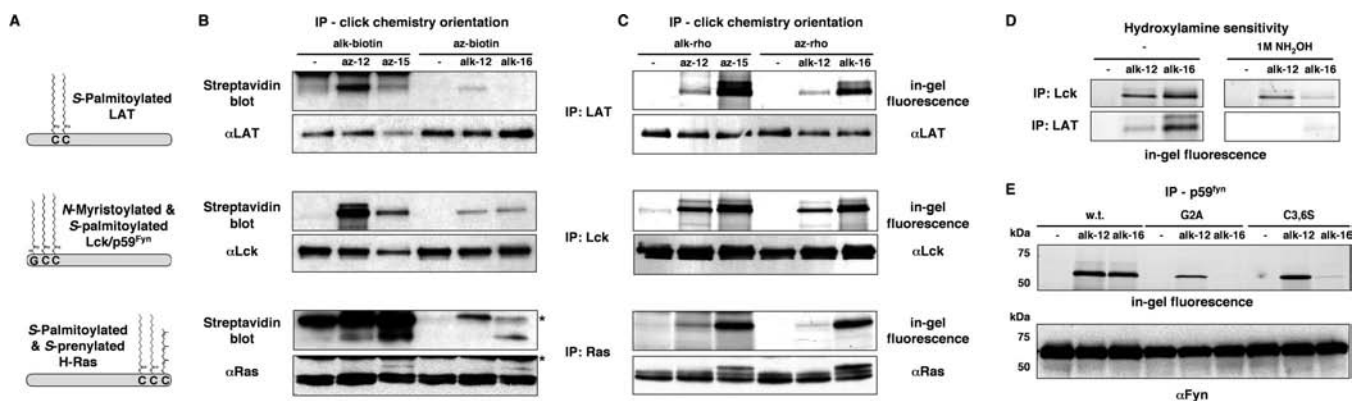 A
S-Palmitoylated
LAT
C C
N-Myristoylated &
S-palmitoylated
Lck/p59Fyn
G C C
S-Palmitoylated
& S-prenylated
H-Ras
C C C
B
IP - click chemistry orientation
alk-biotin az-biotin
- az-12 az-15 - alk-12 alk-16
Streptavidin
blot
αLAT
Streptavidin
blot
αLck
Streptavidin
blot
*
αRas
*
C
IP - click chemistry orientation
alk-rho az-rho
- az-12 az-15 - alk-12 alk-16
IP: LAT
in-gel
fluorescence
αLAT
IP: Lck
in-gel
fluorescence
αLck
IP: Ras
in-gel
fluorescence
αRas
D
Hydroxylamine sensitivity
- 1M NH2OH
- alk-12 alk-16 - alk-12 alk-16
IP: Lck
IP: LAT
in-gel fluorescence
E
IP - p59fyn
w.t. G2A C3,6S
kDa - alk-12 alk-16 - alk-12 alk-16 - alk-12 alk-16
75
50
in-gel fluorescence
kDa
75
50
αFyn